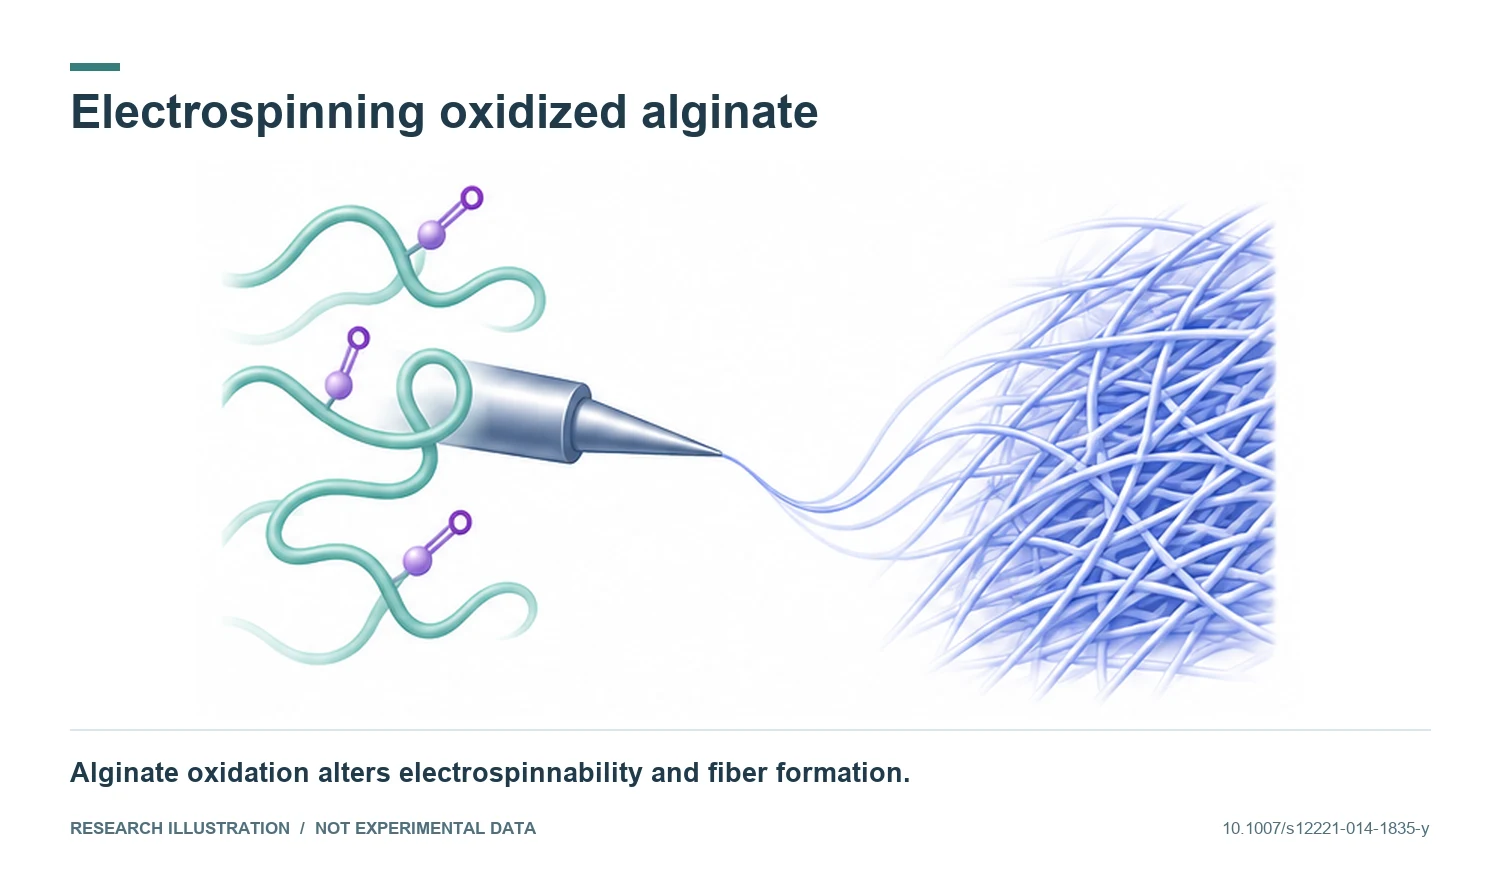 Electrospinning oxidized alginate
Alginate oxidation alters electrospinnability and fiber formation.
RESEARCH ILLUSTRATION / NOT EXPERIMENTAL DATA
10.1007/s12221-014-1835-y